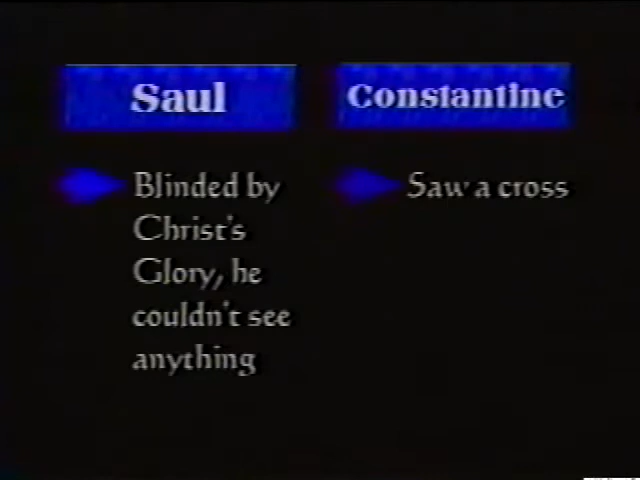 Saul
Blinded by
Christ's
Glory, he
couldn't see
anything
Constantine
Saw a cross